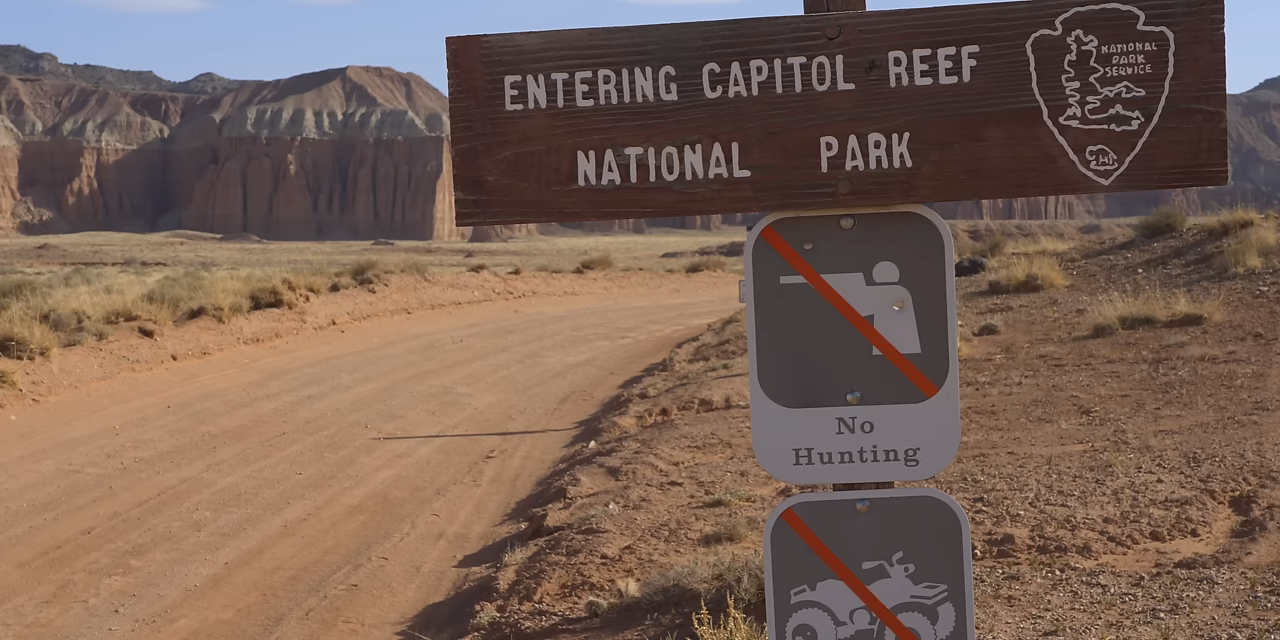 ENTERING CAPITOL REEF
NATIONAL PARK
NATIONAL
PARK
SERVICE
No
Hunting